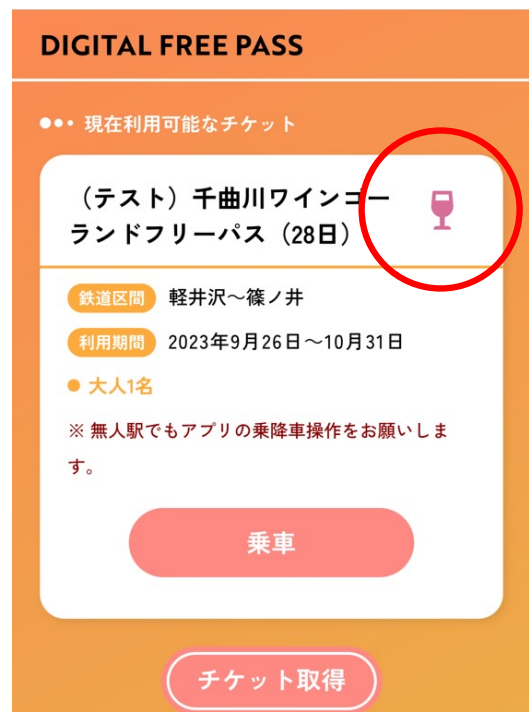 DIGITAL FREE PASS
現在利用可能なチケット
（テスト）千曲川ワインゴー
ランドフリーパス（28日）
鉄道区間 軽井沢～篠ノ井
利用期間 2023年9月26日～10月31日
大人1名
※ 無人駅でもアプリの乗降車操作をお願いしま
す。
乗車
チケット取得